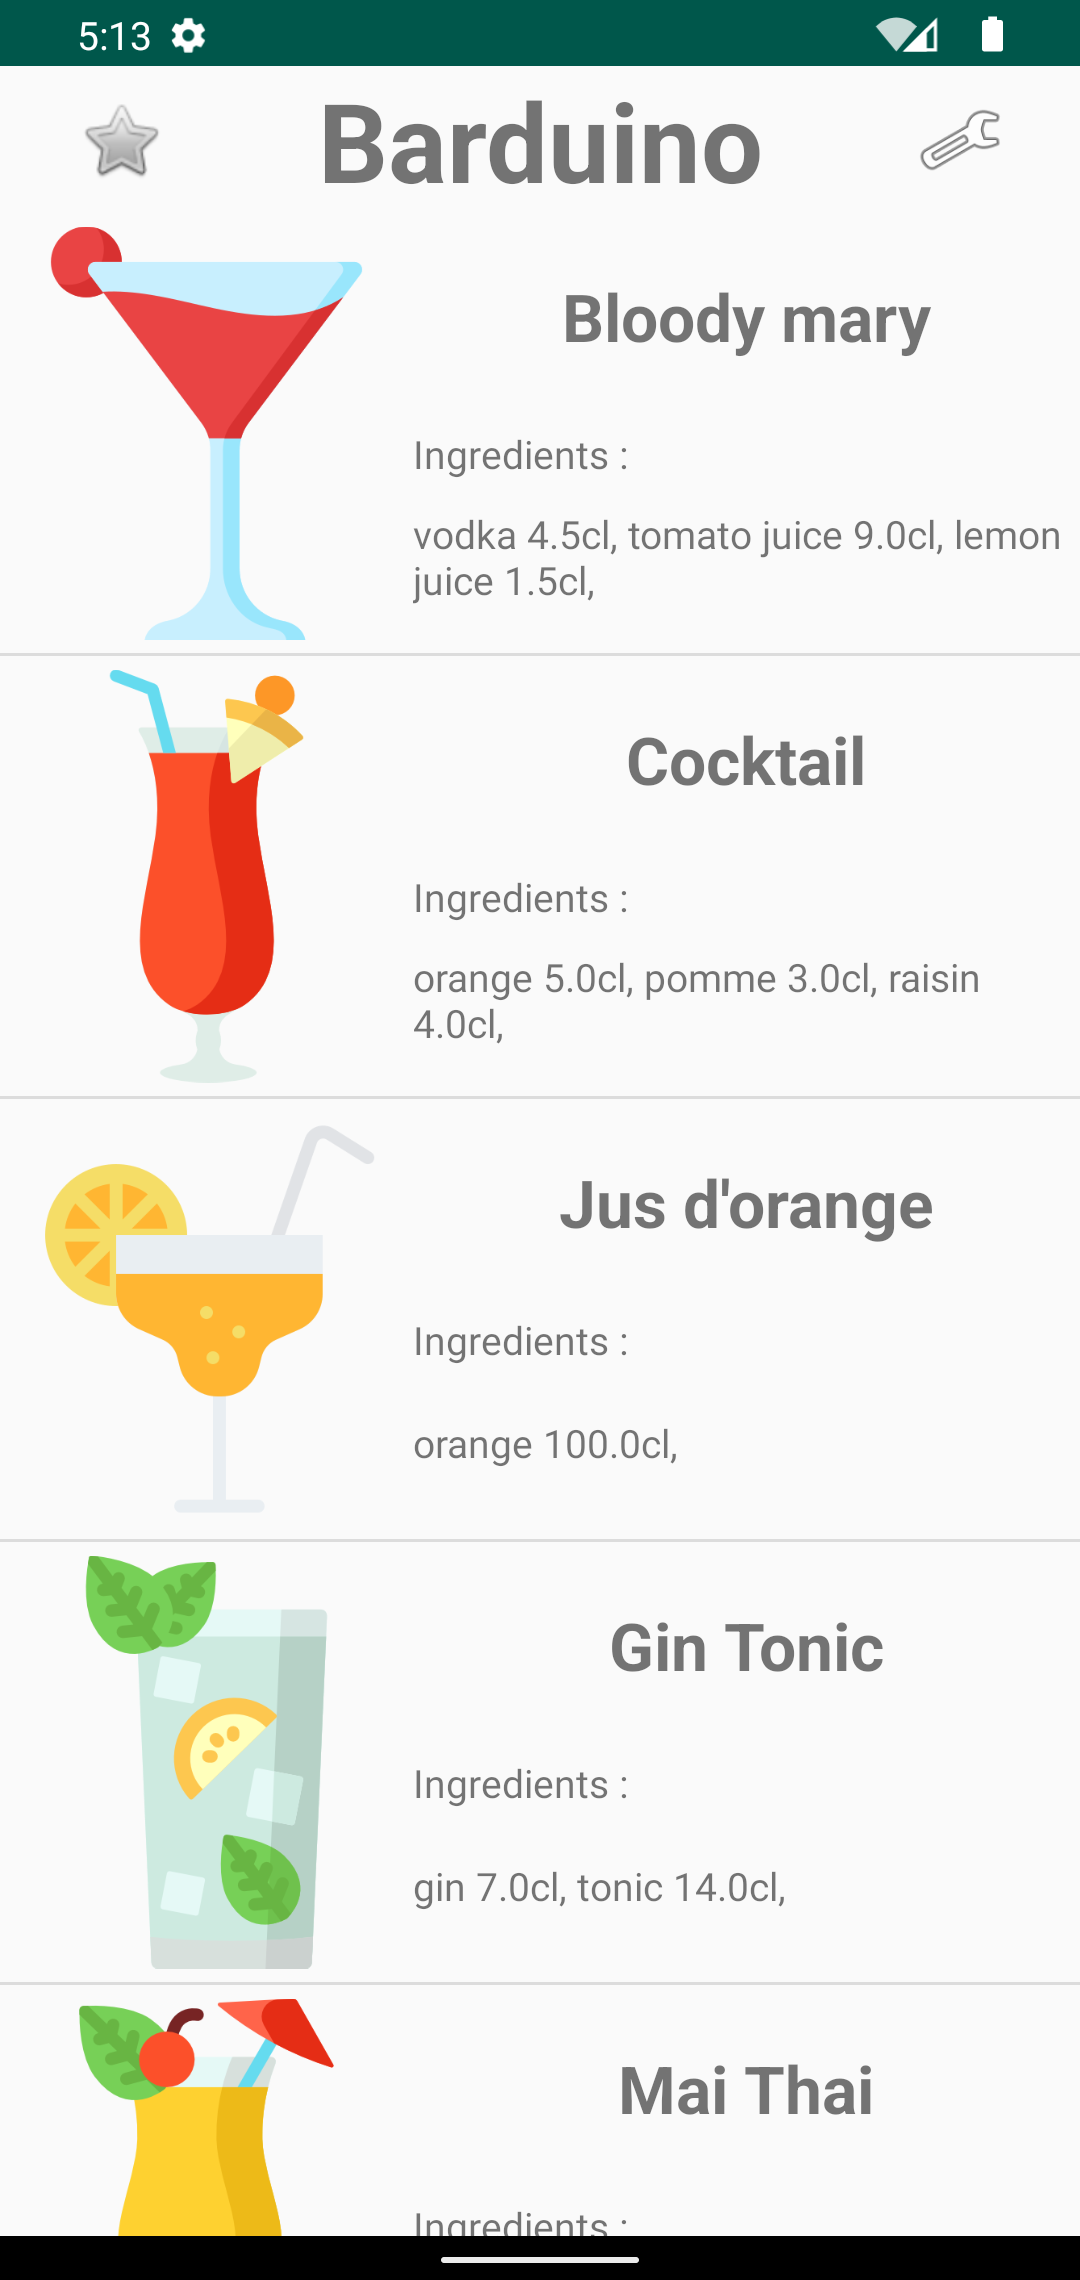 5:13
Barduino
Bloody mary
Ingredients :
vodka 4.5cl, tomato juice 9.0cl, lemon
juice 1.5cl,
Cocktail
Ingredients :
orange 5.0cl, pomme 3.0cl, raisin
4.0cl,
Jus d'orange
Ingredients :
orange 100.0cl,
Gin Tonic
Ingredients :
gin 7.0cl, tonic 14.0cl,
Mai Thai
Ingredients :